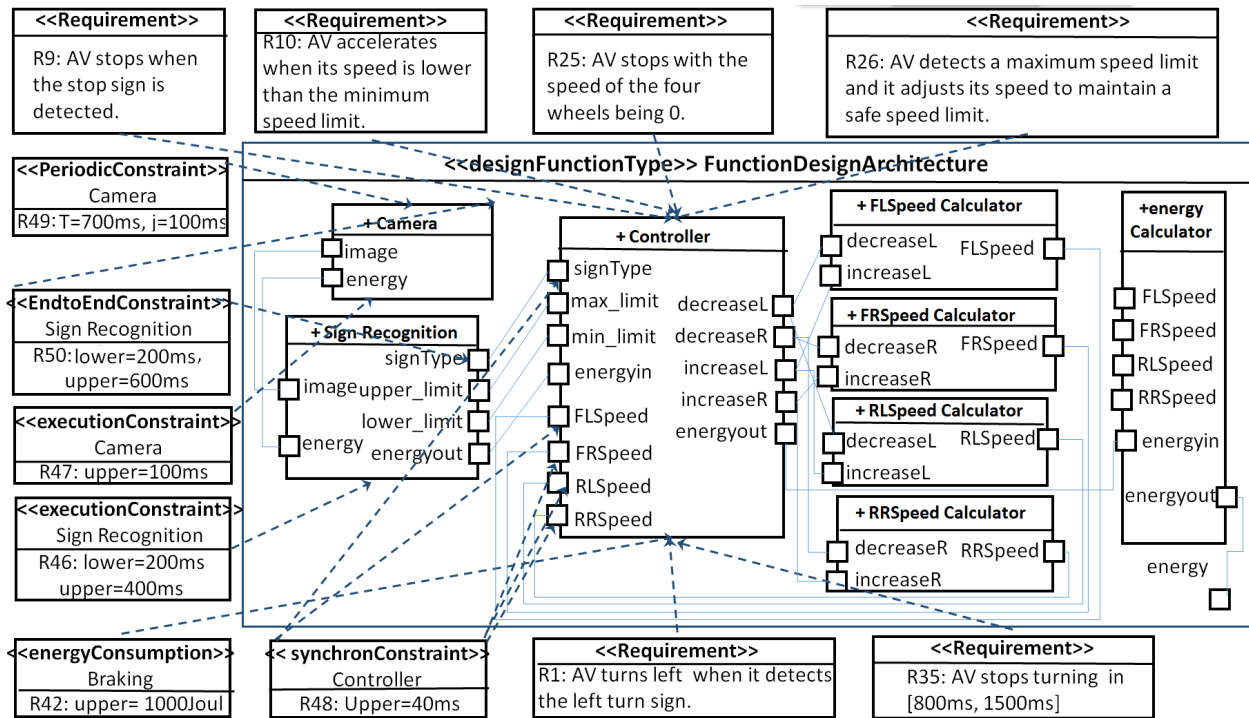 <<Requirement>>
R9: AV stops when
the stop sign is
detected.
<<Requirement>>
R10: AV accelerates
when its speed is lower
than the minimum
speed limit.
<<Requirement>>
R25: AV stops with the
speed of the four
wheels being 0.
<<Requirement>>
R26: AV detects a maximum speed limit
and it adjusts its speed to maintain a
safe speed limit.
<<PeriodicConstraint>>
Camera
R49: T=700ms, j=100ms
<<EndtoEndConstraint>>
Sign Recognition
R50: lower=200ms,
upper=600ms
<<executionConstraint>>
Camera
R47: upper=100ms
<<executionConstraint>>
Sign Recognition
R46: lower=200ms
upper=400ms
<<designFunctionType>> FunctionDesignArchitecture
+ Camera
image
energy
+ Sign Recognition
signType
image
upper_limit
lower_limit
energy
energyout
+ Controller
signType
max_limit
min_limit
energyin
FLSpeed
FRSpeed
RLSpeed
RRSpeed
decreaseL
decreaseR
increaseL
increaseR
energyout
+ FLSpeed Calculator
decreaseL
FLSpeed
increaseL
+ FRSpeed Calculator
decreaseR
FRSpeed
increaseR
+ RLSpeed Calculator
decreaseL
RLSpeed
increaseL
+ RRSpeed Calculator
decreaseR
RRSpeed
increaseR
+energy
Calculator
FLSpeed
FRSpeed
RLSpeed
RRSpeed
energyin
energyout
energy
<<energyConsumption>>
Braking
R42: upper= 1000Joul
<< synchronConstraint>>
Controller
R48: Upper=40ms
<<Requirement>>
R1: AV turns left when it detects
the left turn sign.
<<Requirement>>
R35: AV stops turning in
[800ms, 1500ms]